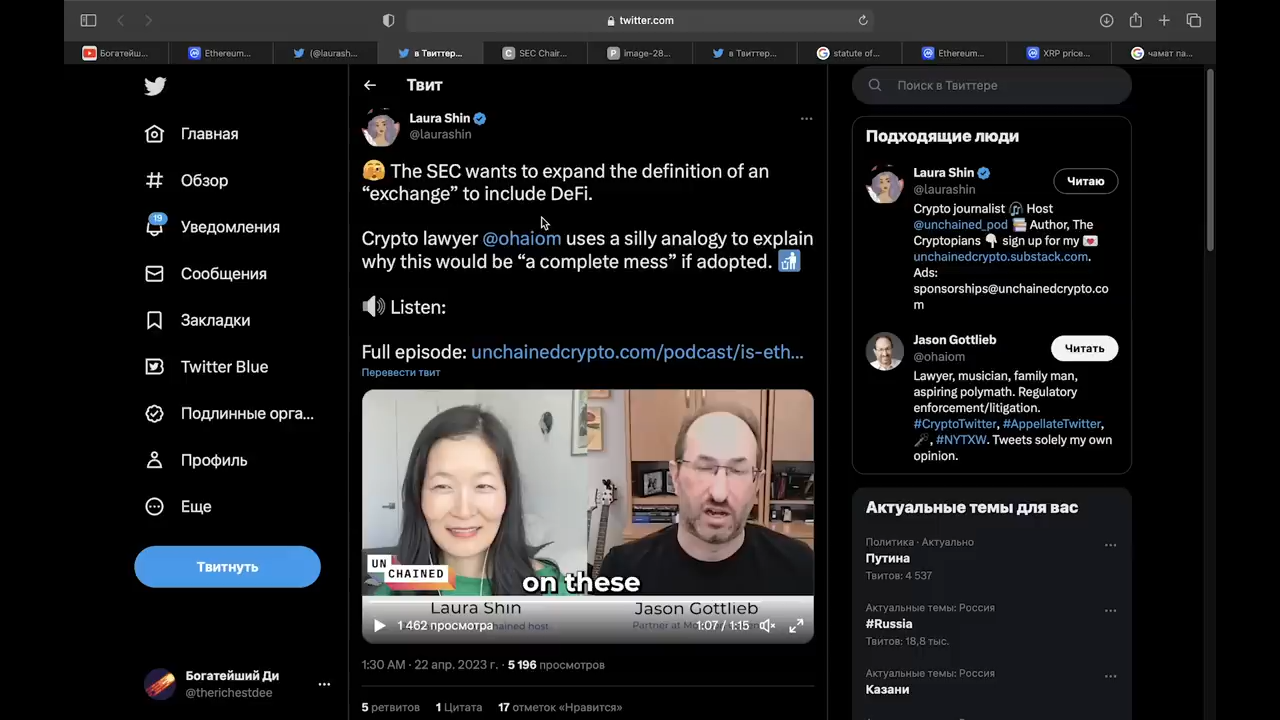 twitter.com
Богатейш...
Ethereum...
(@laurash...
в Твиттер...
SEC Chair...
image-28...
в Твиттер...
statute of...
Ethereum...
XRP price...
чамат па...
Главная
Обзор
19
Уведомления
Сообщения
Закладки
Twitter Blue
Подлинные орга...
Профиль
Еще
Твитнуть
Богатейший Ди
@therichestdee
Твит
Laura Shin
@laurashin
The SEC wants to expand the definition of an
“exchange” to include DeFi.
Crypto lawyer @ohaiom uses a silly analogy to explain
why this would be “a complete mess” if adopted.
Listen:
Full episode: unchainedcrypto.com/podcast/is-eth...
Перевести твит
UN
CHAINED
on these
Laura Shin
Jason Gottlieb
Partner at
1 462 просмотра
1:07 / 1:15
1:30 AM · 22 апр. 2023 г. · 5 196 просмотров
5 ретвитов 1 Цитата 17 отметок «Нравится»
Поиск в Твиттере
Подходящие люди
Laura Shin
@laurashin
Читаю
Crypto journalist Host
@unchained_pod Author, The
Cryptopians sign up for my
unchainedcrypto.substack.com.
Ads:
sponsorships@unchainedcrypto.co
m
Jason Gottlieb
@ohaiom
Читать
Lawyer, musician, family man,
aspiring polymath. Regulatory
enforcement/litigation.
#CryptoTwitter, #AppellateTwitter,
, #NYTXW. Tweets solely my own
opinion.
Актуальные темы для вас
Политика · Актуально
Путина
Твитов: 4 537
Актуальные темы: Россия
#Russia
Твитов: 18,8 тыс.
Актуальные темы: Россия
Казани